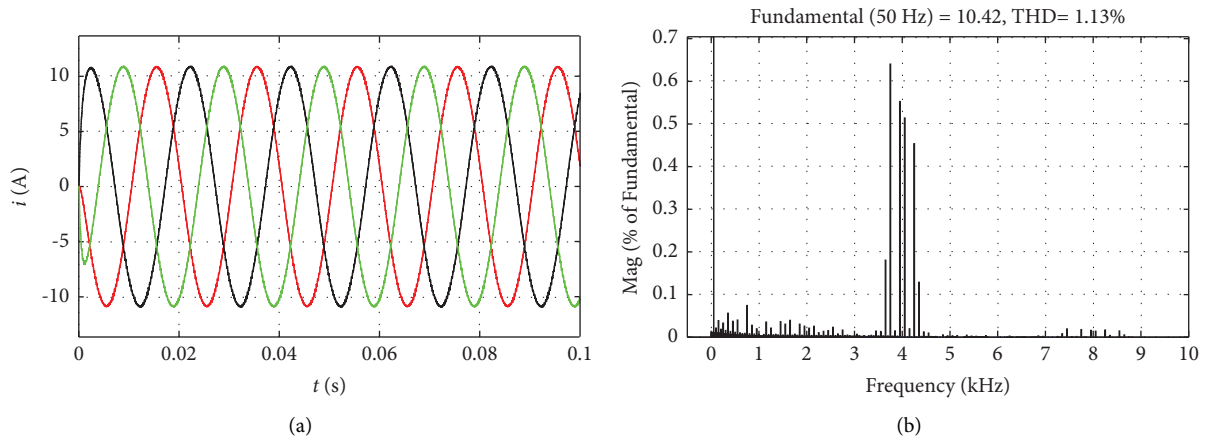 10
5
0
-5
-10
i (A)
0
0.02
0.04
0.06
0.08
0.1
t (s)
(a)
Fundamental (50 Hz) = 10.42, THD= 1.13%
0.7
0.6
0.5
0.4
0.3
0.2
0.1
0
Mag (% of Fundamental)
0 1 2 3 4 5 6 7 8 9 10
Frequency (kHz)
(b)